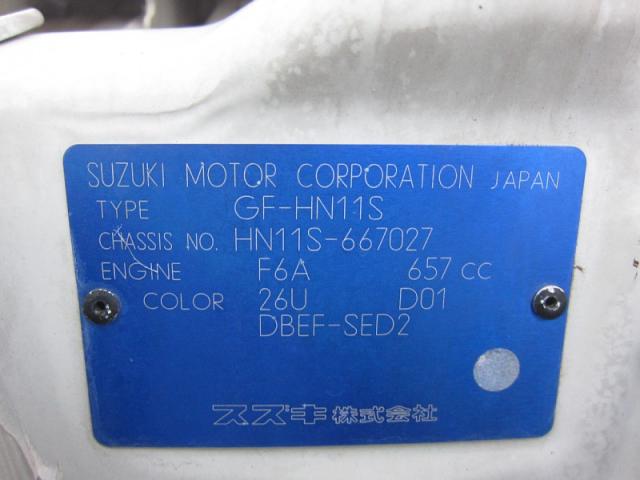 SUZUKI MOTOR CORPORATION JAPAN
TYPE GF-HN11S
CHASSIS NO. HN11S-667027
ENGINE F6A 657 CC
COLOR 26U D01
DBEF-SED2
スズキ株式会社